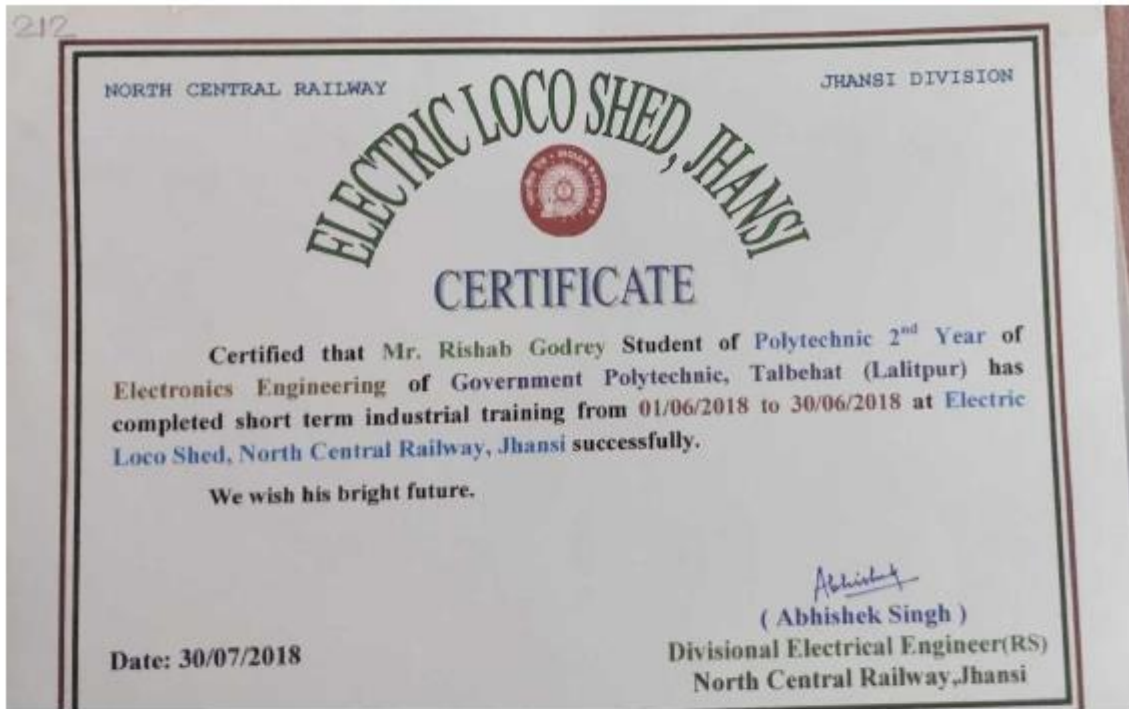 212
NORTH CENTRAL RAILWAY
JHANSI DIVISION
ELECTRIC LOCO SHED, JHANSI
CERTIFICATE
Certified that Mr. Rishab Godrey Student of Polytechnic 2nd Year of
Electronics Engineering of Government Polytechnic, Talbehat (Lalitpur) has
completed short term industrial training from 01/06/2018 to 30/06/2018 at Electric
Loco Shed, North Central Railway, Jhansi successfully.
We wish his bright future.
Abhishek
( Abhishek Singh )
Divisional Electrical Engineer(RS)
Date: 30/07/2018
North Central Railway,Jhansi